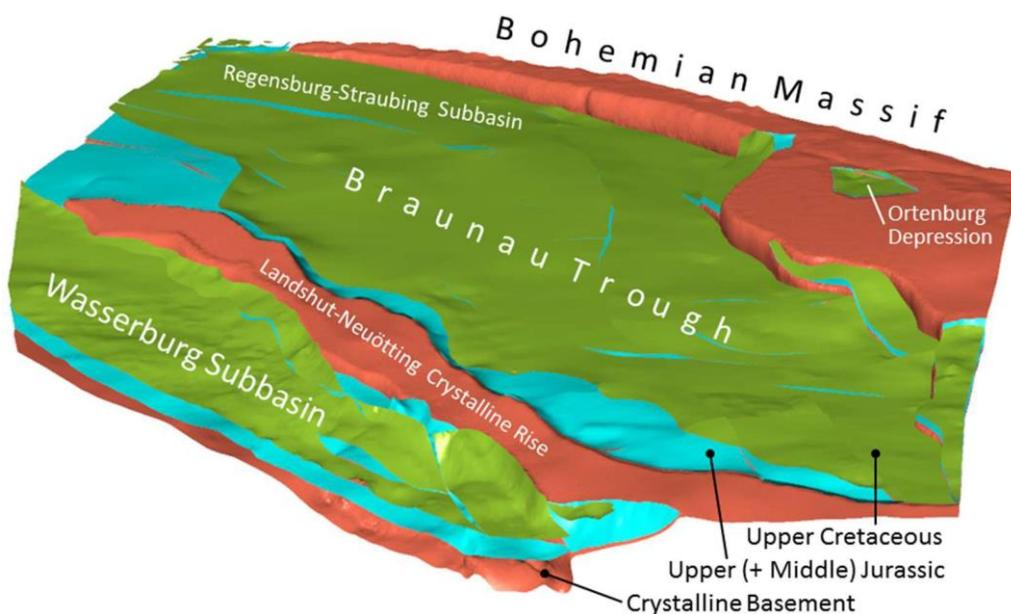 Bohemian Massif
Regensburg-Straubing Subbasin
Braunau Trough
Ortenburg
Depression
Landshut-Neuötting Crystalline Rise
Wasserburg Subbasin
Upper Cretaceous
Upper (+ Middle) Jurassic
Crystalline Basement